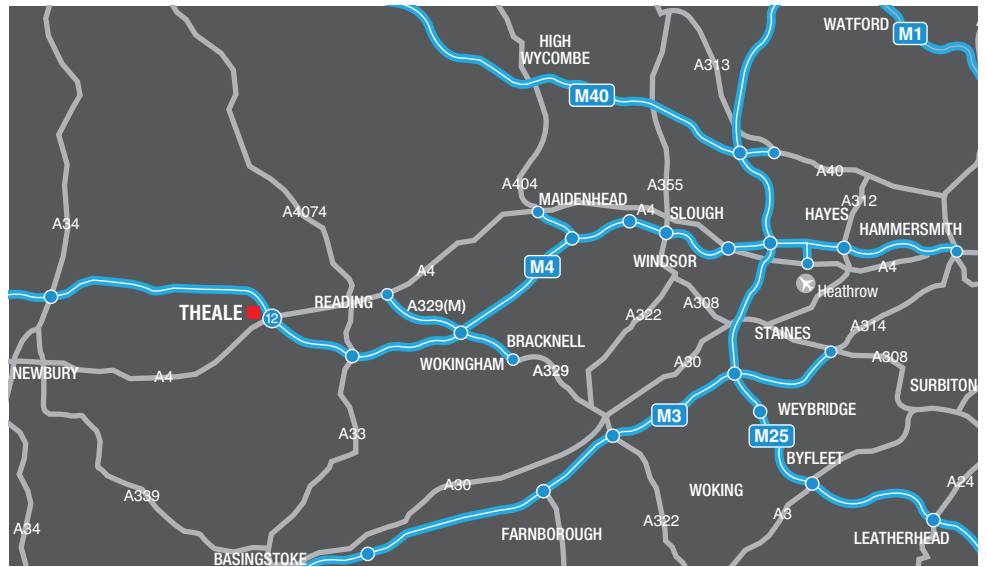 WATFORD
M1
HIGH
WYCOMBE
A313
M40
A40
A404
A355
A312
MAIDENHEAD
A4
SLOUGH
HAYES
A34
A4074
HAMMERSMITH
WINDSOR
M4
A4
A4
Heathrow
READING
A329(M)
THEALE
12
A308
A322
STAINES
A314
BRACKNELL
WOKINGHAM
A329
A30
A308
NEWBURY
A4
SURBITON
M3
WEYBRIDGE
A33
M25
BYFLEET
A30
WOKING
A24
A339
A3
A34
FARNBOROUGH
A322
LEATHERHEAD
BASINGSTOKE